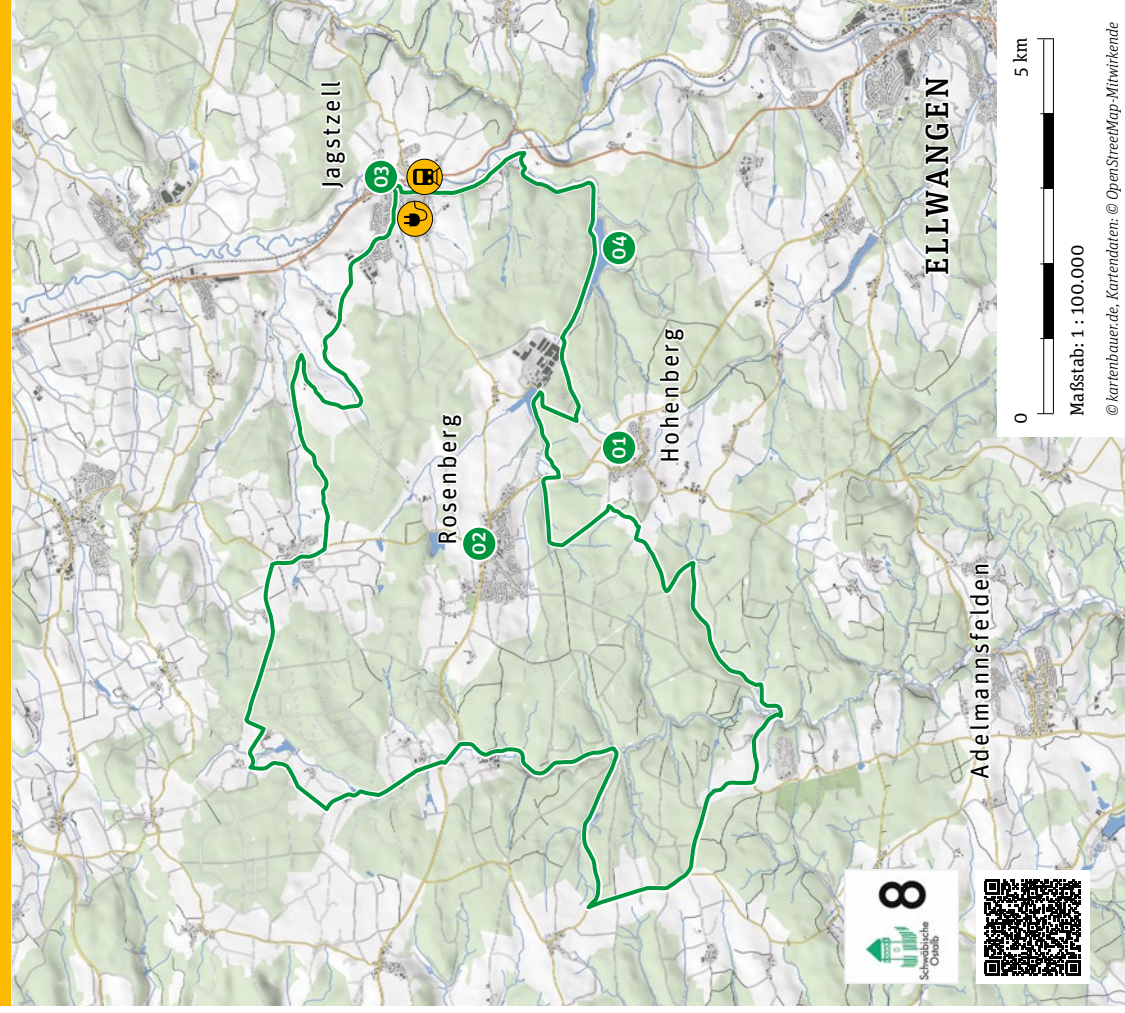 Jagstzell
03
04
ELLWANGEN
Rosenberg
02
Hohenberg
01
Adelmannsfelden
8
Schwäbische
Ostalb
0
5 km
Maßstab: 1 : 100.000
© kartenbauer.de, Kartendaten: © OpenStreetMap-Mitwirkende